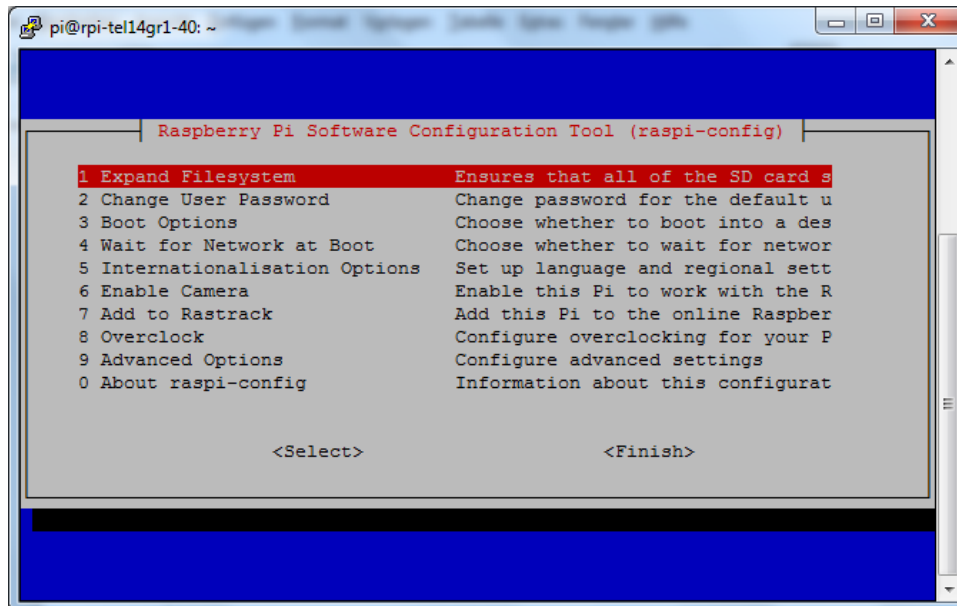 pi@rpi-tel14gr1-40: ~
Raspberry Pi Software Configuration Tool (raspi-config)
1 Expand Filesystem Ensures that all of the SD card s
2 Change User Password Change password for the default u
3 Boot Options Choose whether to boot into a des
4 Wait for Network at Boot Choose whether to wait for networ
5 Internationalisation Options Set up language and regional sett
6 Enable Camera Enable this Pi to work with the R
7 Add to Rastrack Add this Pi to the online Raspber
8 Overclock Configure overclocking for your P
9 Advanced Options Configure advanced settings
0 About raspi-config Information about this configurat
<Select> <Finish>